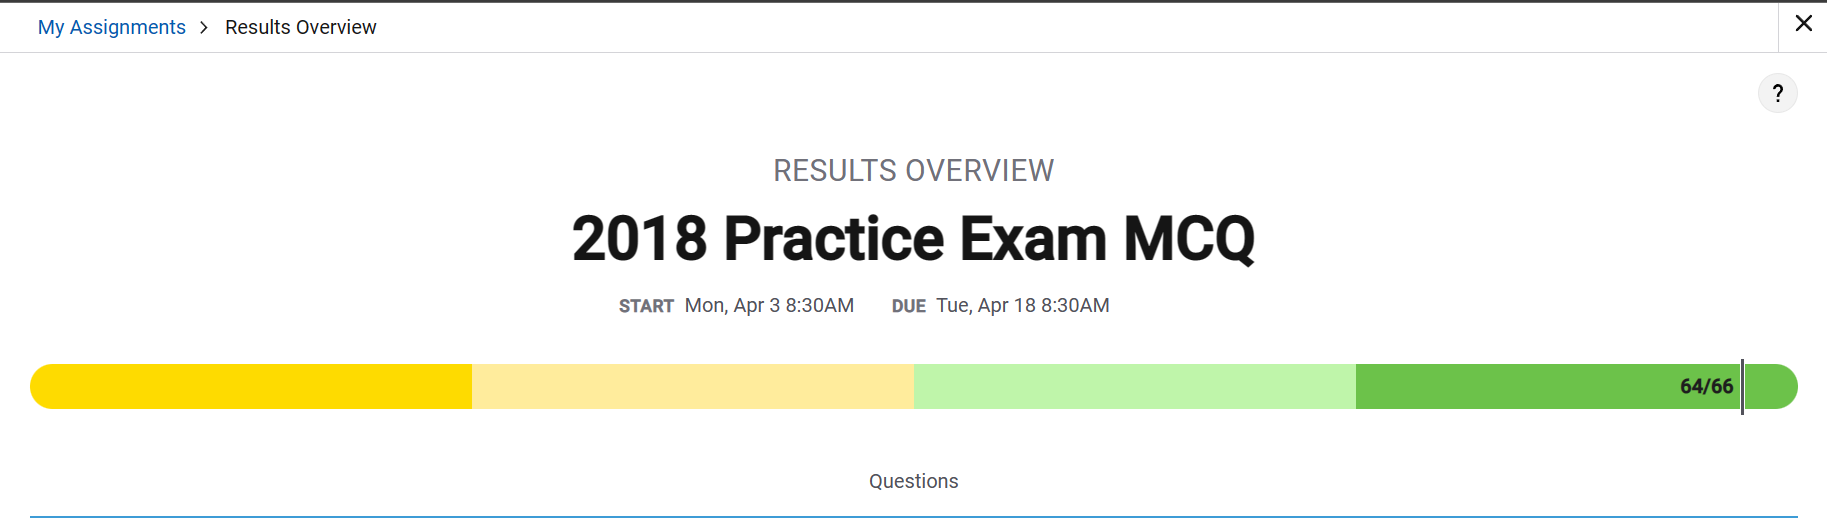 My Assignments > Results Overview
?
RESULTS OVERVIEW
2018 Practice Exam MCQ
START Mon, Apr 3 8:30AM DUE Tue, Apr 18 8:30AM
64/66
Questions